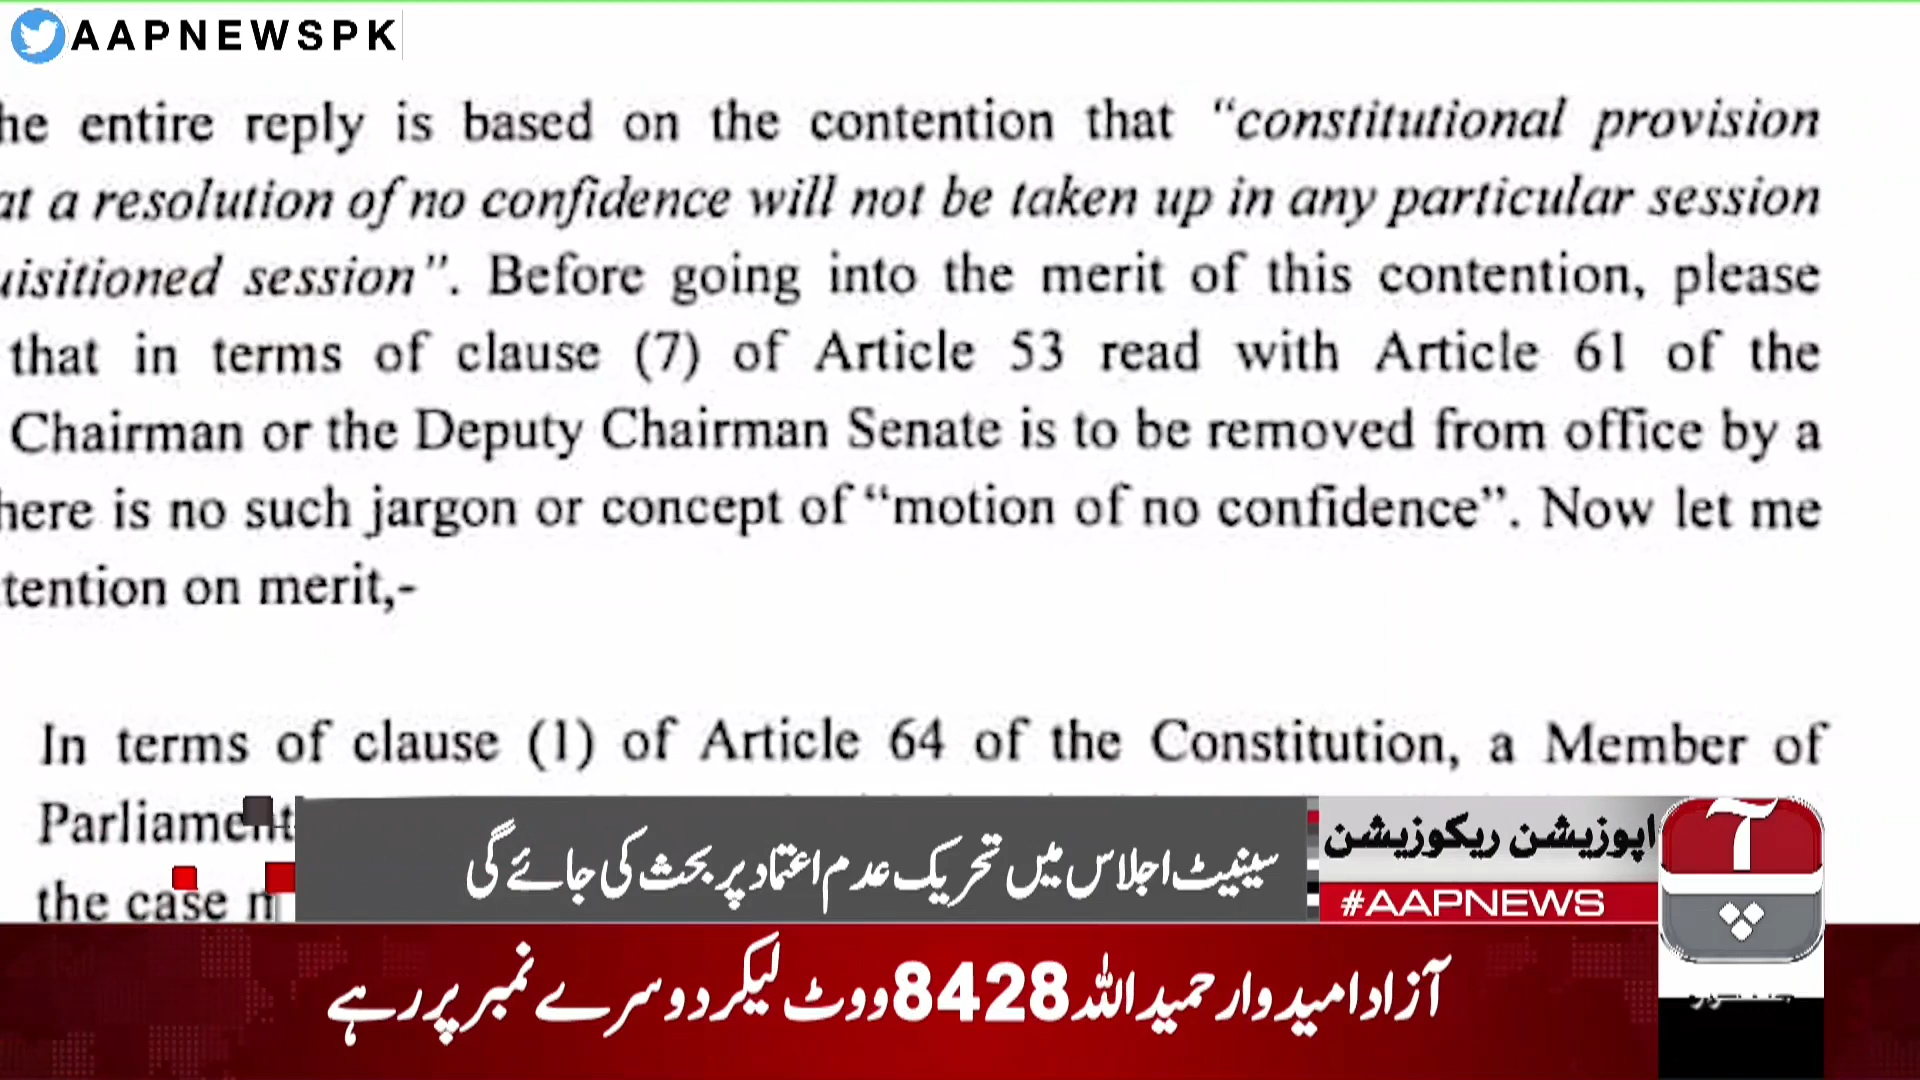 AAPNEWSPK
he entire reply is based on the contention that “constitutional provision
at a resolution of no confidence will not be taken up in any particular session
uisitioned session”. Before going into the merit of this contention, please
that in terms of clause (7) of Article 53 read with Article 61 of the
Chairman or the Deputy Chairman Senate is to be removed from office by a
here is no such jargon or concept of “motion of no confidence”. Now let me
tention on merit,-
In terms of clause (1) of Article 64 of the Constitution, a Member of
Parliament
the case m
اپوزیشن ریکوزیشن
سینیٹ اجلاس میں تحریک عدم اعتماد پر بحث کی جائے گی
#AAPNEWS
آپ
آزاد امیدوار حمید اللہ 8428 ووٹ لیکر دوسرے نمبر پر رہے